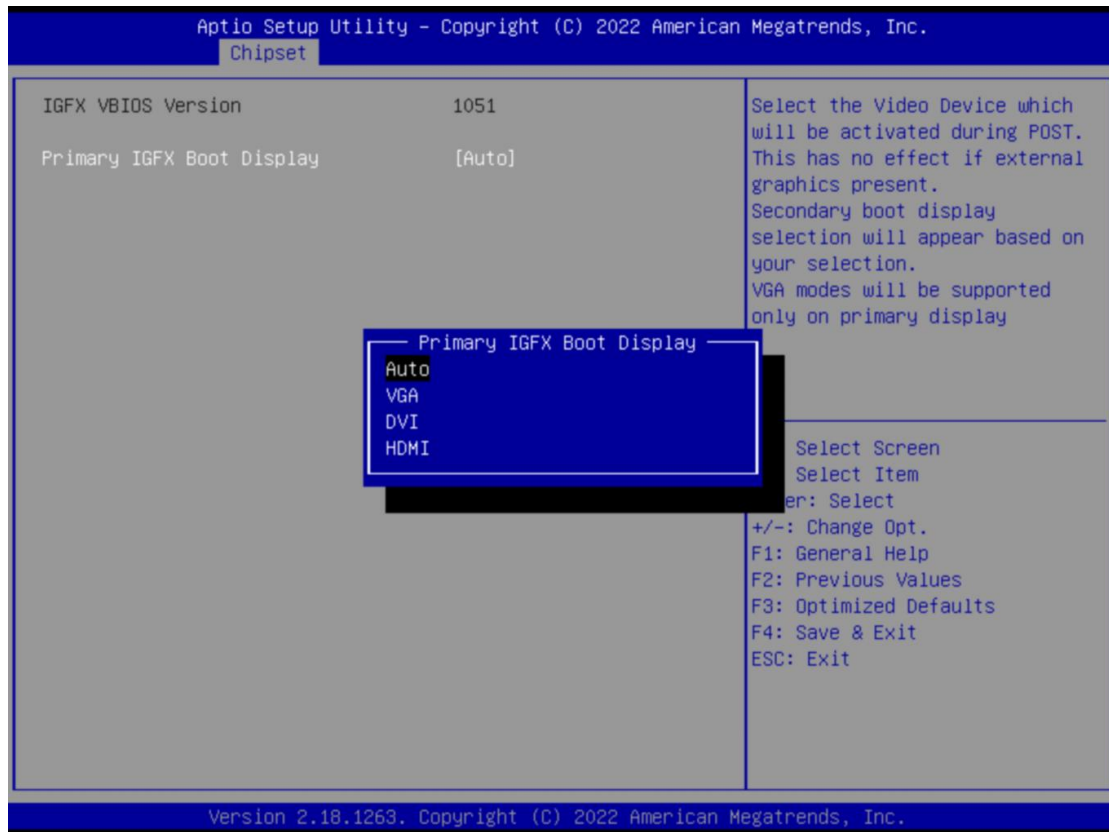 Aptio Setup Utility – Copyright (C) 2022 American Megatrends, Inc.
Chipset
IGFX VBIOS Version 1051
Primary IGFX Boot Display [Auto]
Select the Video Device which
will be activated during POST.
This has no effect if external
graphics present.
Secondary boot display
selection will appear based on
your selection.
VGA modes will be supported
only on primary display
Primary IGFX Boot Display
Auto
VGA
DVI
HDMI
Select Screen
Select Item
er: Select
+/-: Change Opt.
F1: General Help
F2: Previous Values
F3: Optimized Defaults
F4: Save & Exit
ESC: Exit
Version 2.18.1263. Copyright (C) 2022 American Megatrends, Inc.